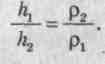 h₁/h₂ = ρ₂/ρ₁.